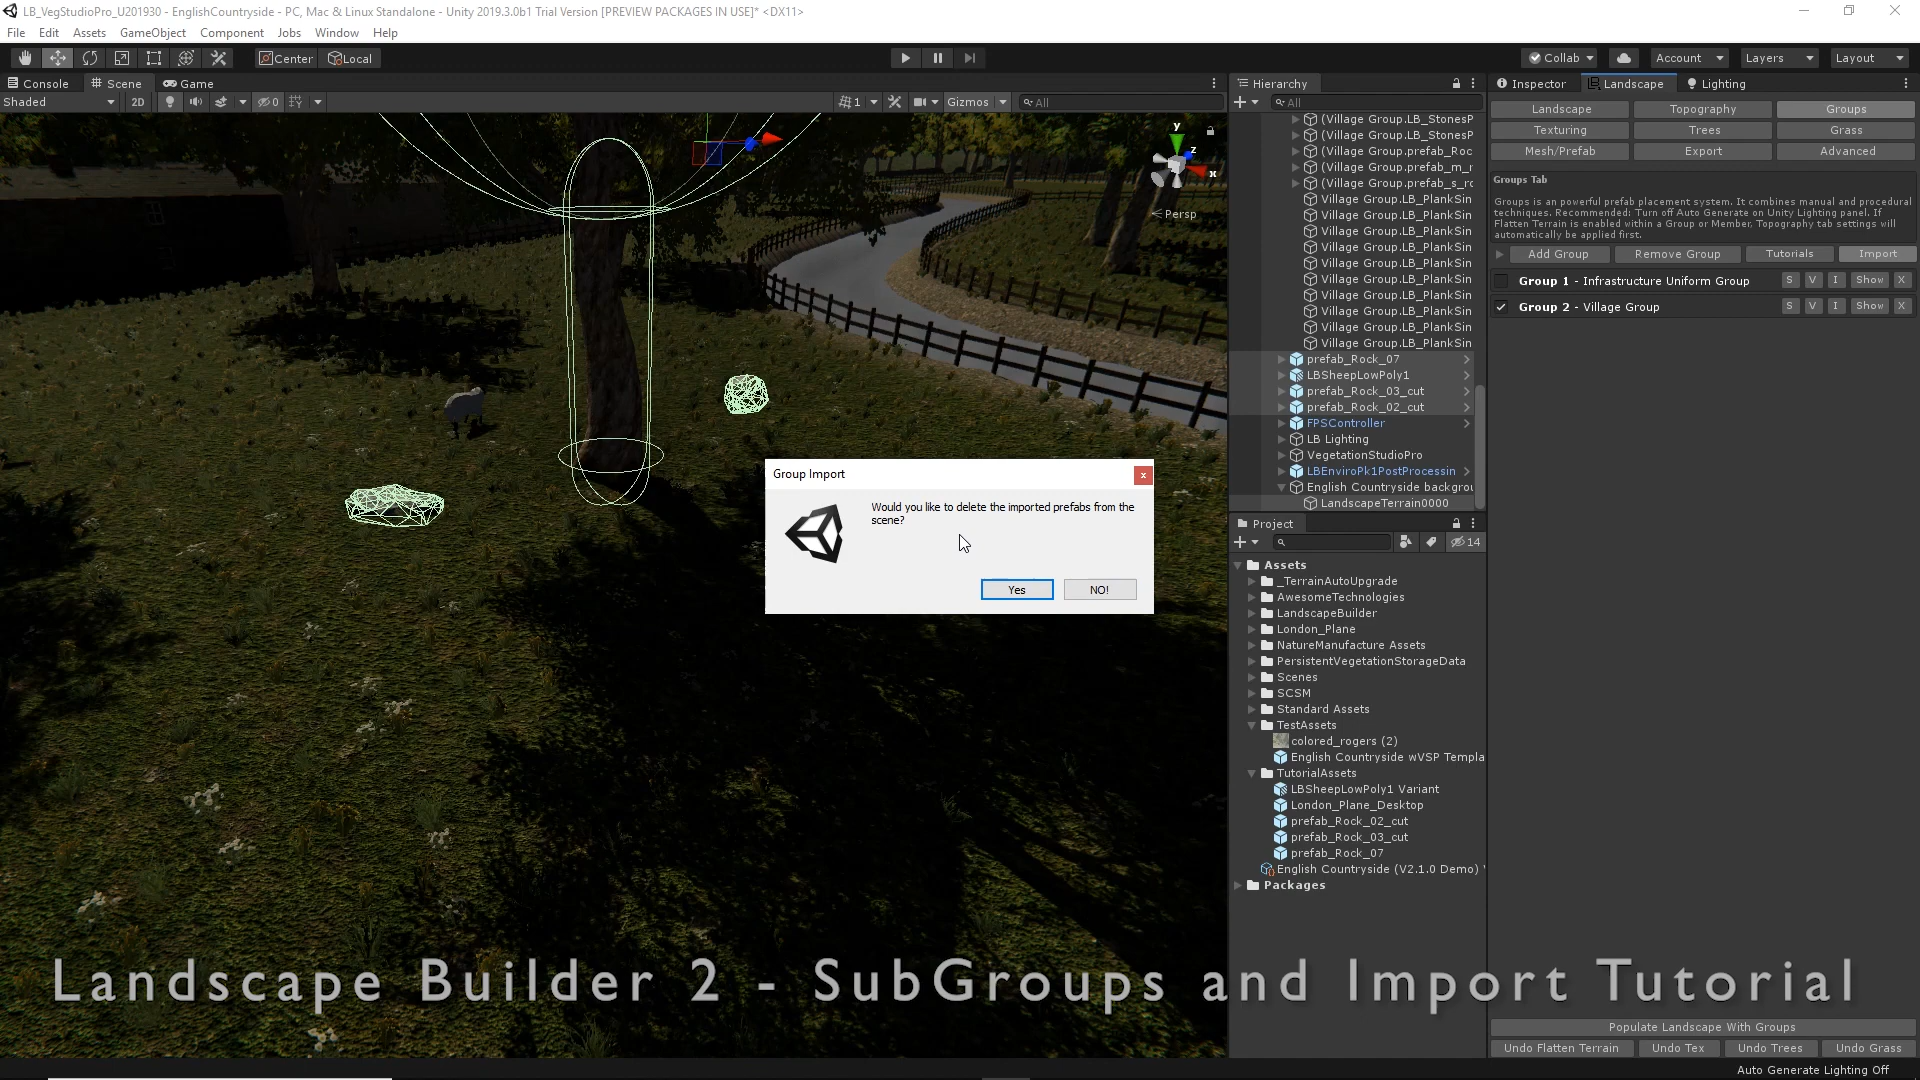 LB_VegStudioPro_U201930 - EnglishCountryside - PC, Mac & Linux Standalone - Unity 2019.3.0b1 Trial Version [PREVIEW PACKAGES IN USE]* <DX11>
File Edit Assets GameObject Component Jobs Window Help
Center Local
Collab Account Layers Layout
Console Scene Game
Shaded 2D 0 1 Gizmos All
y
z
x
Persp
Hierarchy
All
(Village Group.LB_StonesP
(Village Group.LB_StonesP
(Village Group.prefab_Roc
(Village Group.prefab_m_r
(Village Group.prefab_s_ro
Village Group.LB_PlankSin
Village Group.LB_PlankSin
Village Group.LB_PlankSin
Village Group.LB_PlankSin
Village Group.LB_PlankSin
Village Group.LB_PlankSin
Village Group.LB_PlankSin
Village Group.LB_PlankSin
Village Group.LB_PlankSin
Village Group.LB_PlankSin
prefab_Rock_07
LBSheepLowPoly1
prefab_Rock_03_cut
prefab_Rock_02_cut
FPSController
LB Lighting
VegetationStudioPro
LBEnviroPk1PostProcessin
English Countryside backgrou
LandscapeTerrain0000
Project
14
Assets
_TerrainAutoUpgrade
AwesomeTechnologies
LandscapeBuilder
London_Plane
NatureManufacture Assets
PersistentVegetationStorageData
Scenes
SCSM
Standard Assets
TestAssets
colored_rogers (2)
English Countryside wVSP Templa
TutorialAssets
LBSheepLowPoly1 Variant
London_Plane_Desktop
prefab_Rock_02_cut
prefab_Rock_03_cut
prefab_Rock_07
English Countryside (V2.1.0 Demo)
Packages
Inspector Landscape Lighting
Landscape Topography Groups
Texturing Trees Grass
Mesh/Prefab Export Advanced
Groups Tab
Groups is an powerful prefab placement system. It combines manual and procedural
techniques. Recommended: Turn off Auto Generate on Unity Lighting panel. If
Flatten Terrain is enabled within a Group or Member, Topography tab settings will
automatically be applied first.
Add Group Remove Group Tutorials Import
Group 1 - Infrastructure Uniform Group S V I Show X
Group 2 - Village Group S V I Show X
Group Import
x
Would you like to delete the imported prefabs from the
scene?
Yes NO!
Landscape Builder 2 - SubGroups and Import Tutorial
Populate Landscape With Groups
Undo Flatten Terrain Undo Tex Undo Trees Undo Grass
Auto Generate Lighting Off